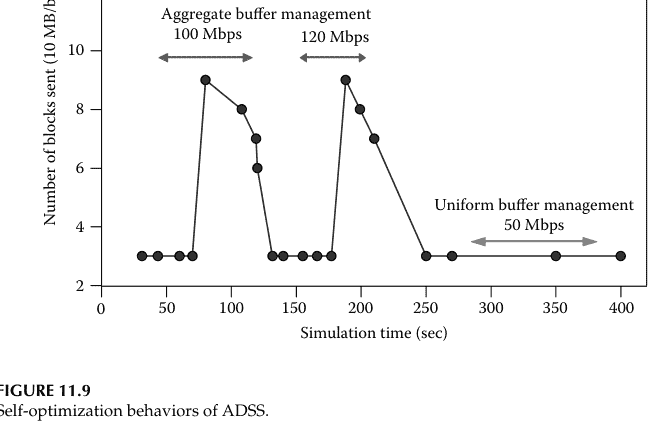 Aggregate buffer management
100 Mbps
120 Mbps
Number of blocks sent (10 MB/b
10
8
6
4
2
Uniform buffer management
50 Mbps
0
50
100
150
200
250
300
350
400
Simulation time (sec)
FIGURE 11.9
Self-optimization behaviors of ADSS.